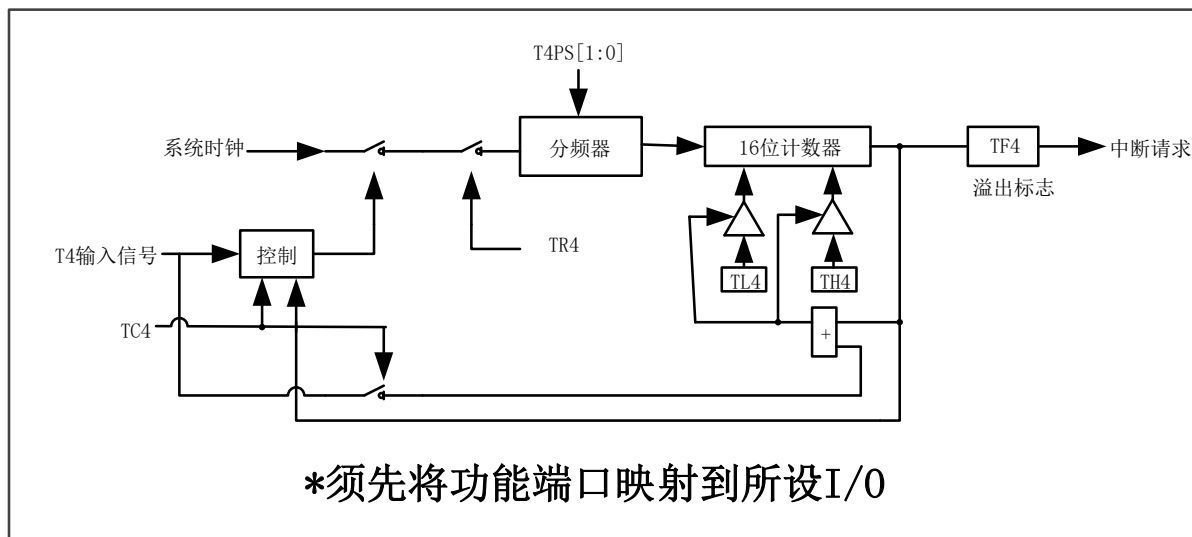 T4PS[1:0]
系统时钟
分频器
16位计数器
TF4
中断请求
溢出标志
T4输入信号
控制
TR4
TL4
TH4
TC4
+
*须先将功能端口映射到所设I/O